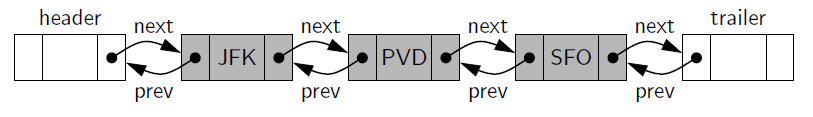 header trailer
next next next next
JFK PVD SFO
prev prev prev prev